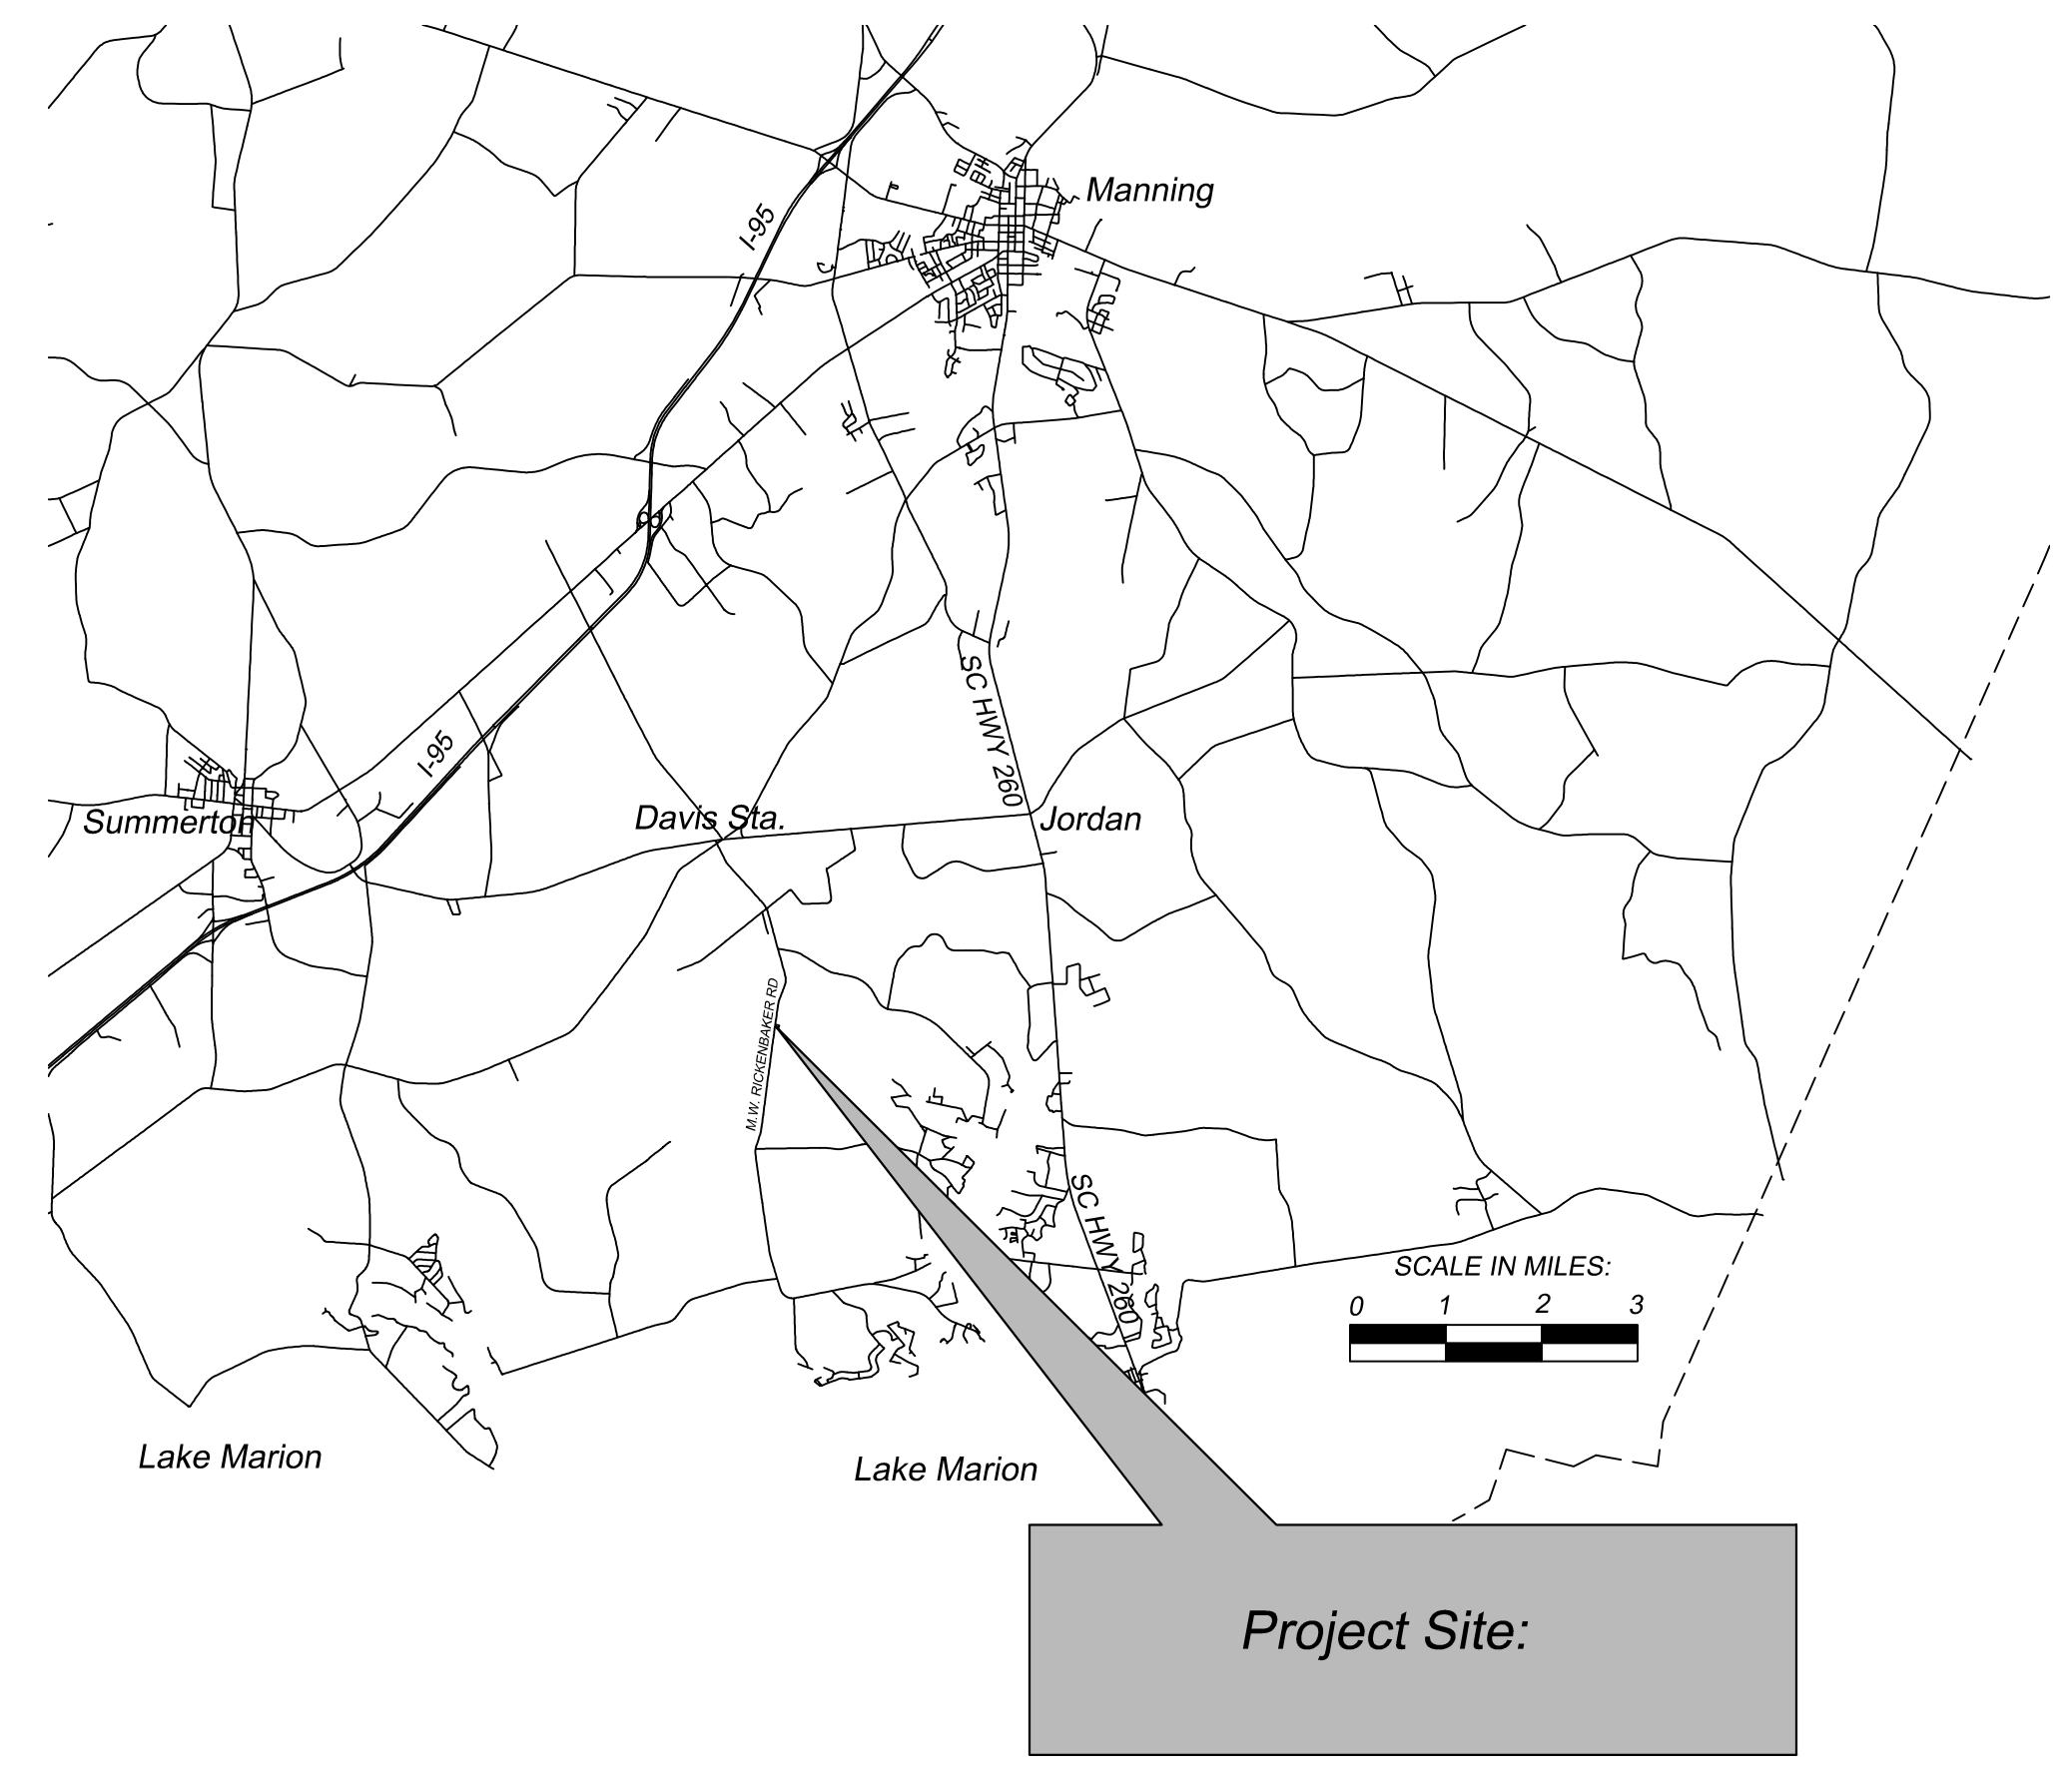 Manning
I-95
SC HWY 260
I-95
Summerton
Davis Sta.
Jordan
M.W. RICKENBAKER RD
SC HWY 260
SCALE IN MILES:
0 1 2 3
Lake Marion
Lake Marion
Project Site: